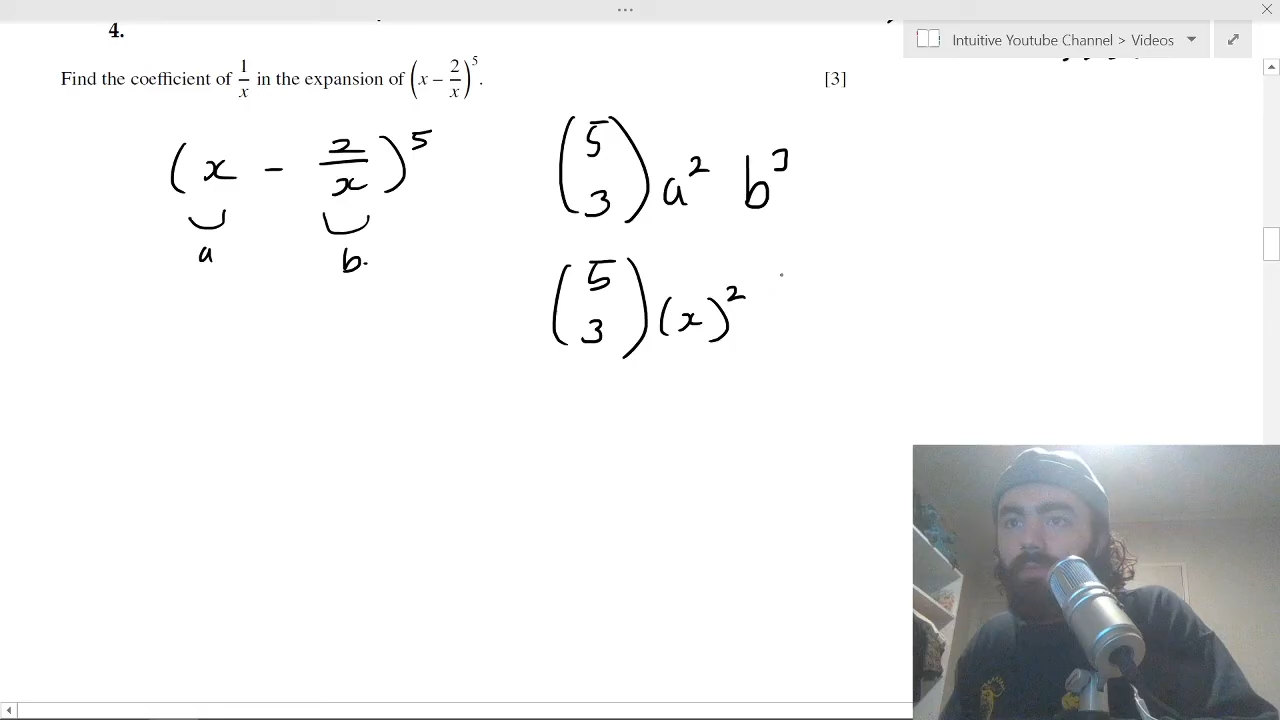 4.
Intuitive Youtube Channel > Videos
Find the coefficient of 1/x in the expansion of (x − 2/x)^5. [3]
(x − 2/x)^5
a b.
(5 3) a^2 b^3
(5 3) (x)^2